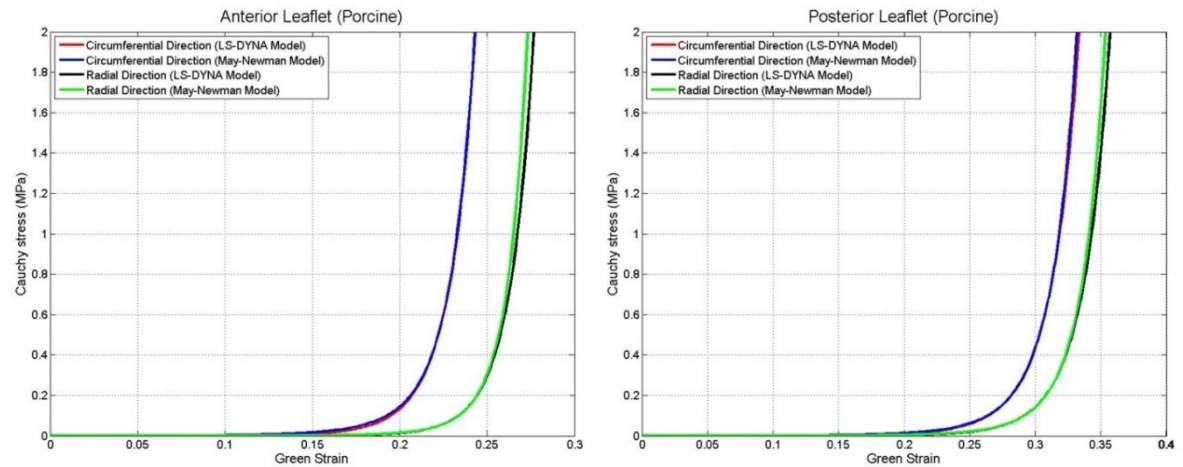 Anterior Leaflet (Porcine)
Circumferential Direction (LS-DYNA Model)
Circumferential Direction (May-Newman Model)
Radial Direction (LS-DYNA Model)
Radial Direction (May-Newman Model)
Cauchy stress (MPa)
2
1.8
1.6
1.4
1.2
1
0.8
0.6
0.4
0.2
0
0 0.05 0.1 0.15 0.2 0.25 0.3
Green Strain
Posterior Leaflet (Porcine)
Circumferential Direction (LS-DYNA Model)
Circumferential Direction (May-Newman Model)
Radial Direction (LS-DYNA Model)
Radial Direction (May-Newman Model)
Cauchy stress (MPa)
2
1.8
1.6
1.4
1.2
1
0.8
0.6
0.4
0.2
0
0 0.05 0.1 0.15 0.2 0.25 0.3 0.35 0.4
Green Strain